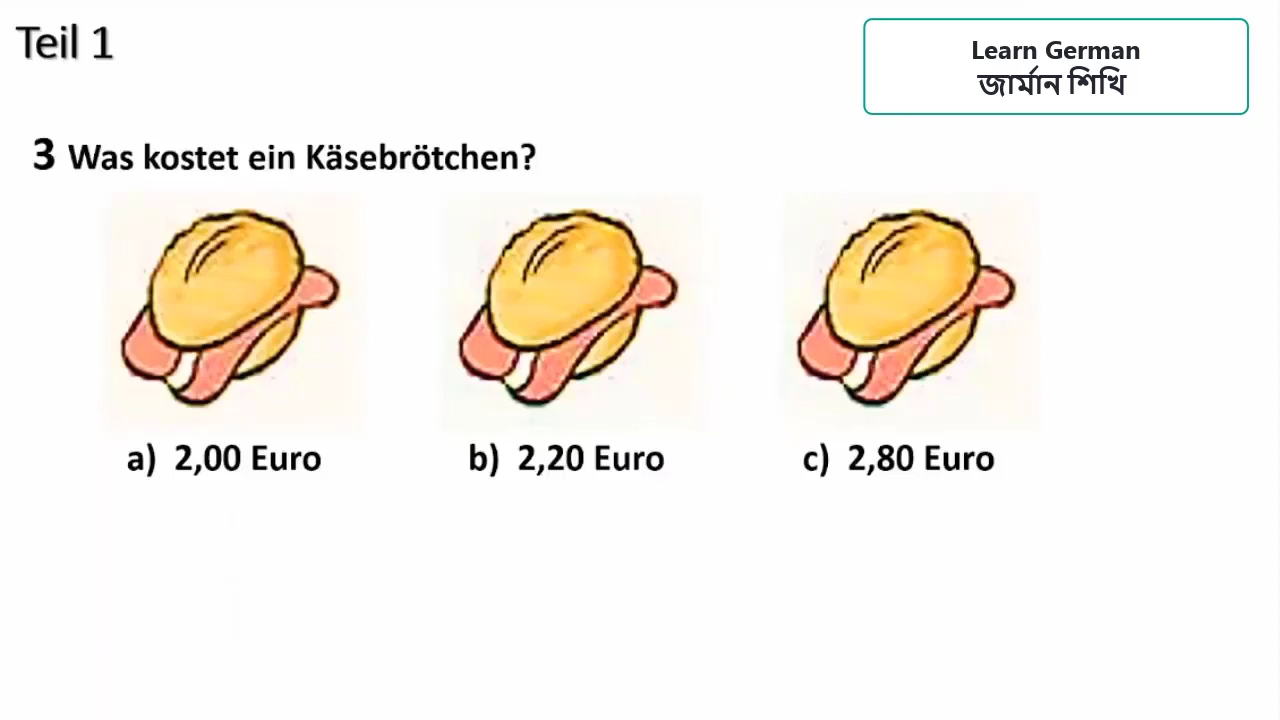 Teil 1
Learn German
জার্মান শিখি
3 Was kostet ein Käsebrötchen?
a) 2,00 Euro
b) 2,20 Euro
c) 2,80 Euro